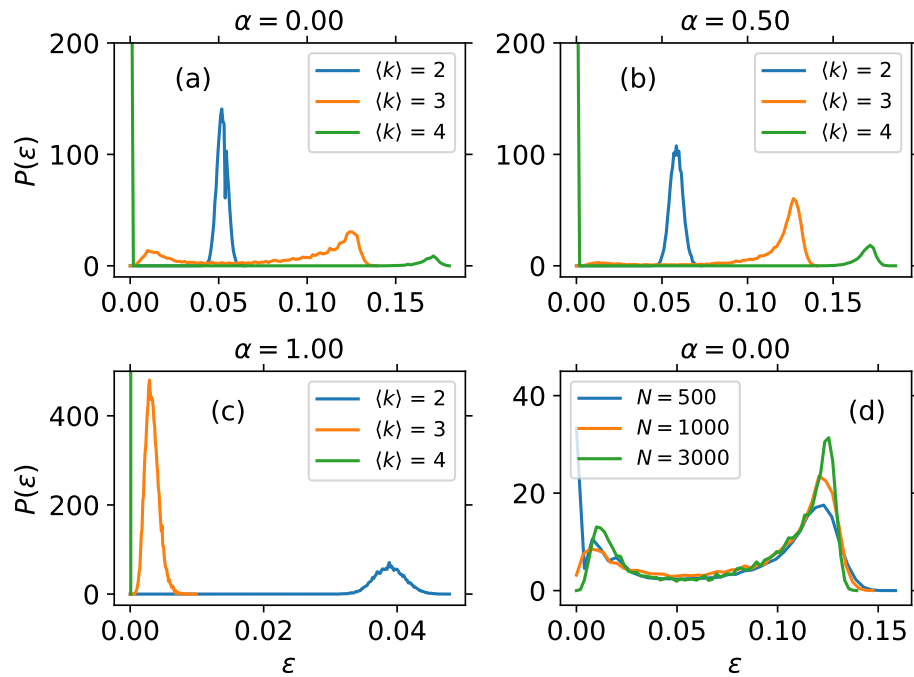 α = 0.00
P(ε)
200
100
0
0.00 0.05 0.10 0.15
(a)
⟨k⟩ = 2
⟨k⟩ = 3
⟨k⟩ = 4
α = 0.50
200
100
0
0.00 0.05 0.10 0.15
(b)
⟨k⟩ = 2
⟨k⟩ = 3
⟨k⟩ = 4
α = 1.00
P(ε)
400
200
0
0.00 0.02 0.04
ε
(c)
⟨k⟩ = 2
⟨k⟩ = 3
⟨k⟩ = 4
α = 0.00
40
20
0
0.00 0.05 0.10 0.15
ε
N = 500
N = 1000
N = 3000
(d)